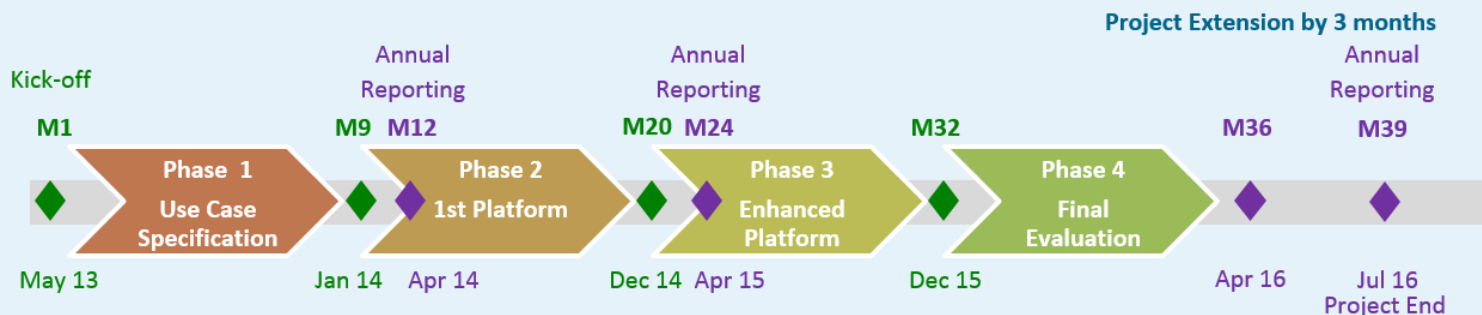 Project Extension by 3 months
Kick-off
Annual
Reporting
Annual
Reporting
Annual
Reporting
M1
M9
M12
M20
M24
M32
M36
M39
Phase 1
Use Case
Specification
Phase 2
1st Platform
Phase 3
Enhanced
Platform
Phase 4
Final
Evaluation
May 13
Jan 14
Apr 14
Dec 14
Apr 15
Dec 15
Apr 16
Jul 16
Project End